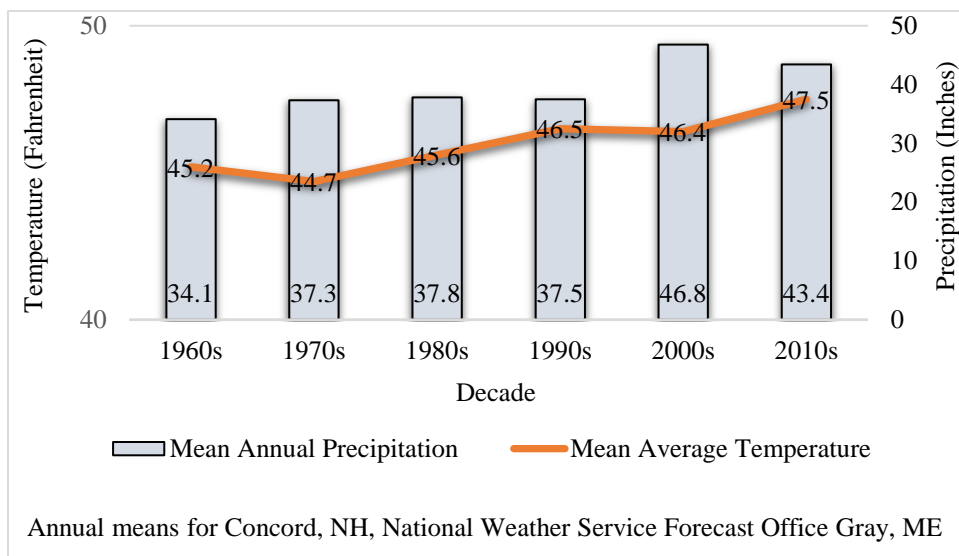 50
40
Temperature (Fahrenheit)
50
40
30
20
10
0
Precipitation (Inches)
45.2
44.7
45.6
46.5
46.4
47.5
34.1
37.3
37.8
37.5
46.8
43.4
1960s
1970s
1980s
1990s
2000s
2010s
Decade
Mean Annual Precipitation
Mean Average Temperature
Annual means for Concord, NH, National Weather Service Forecast Office Gray, ME